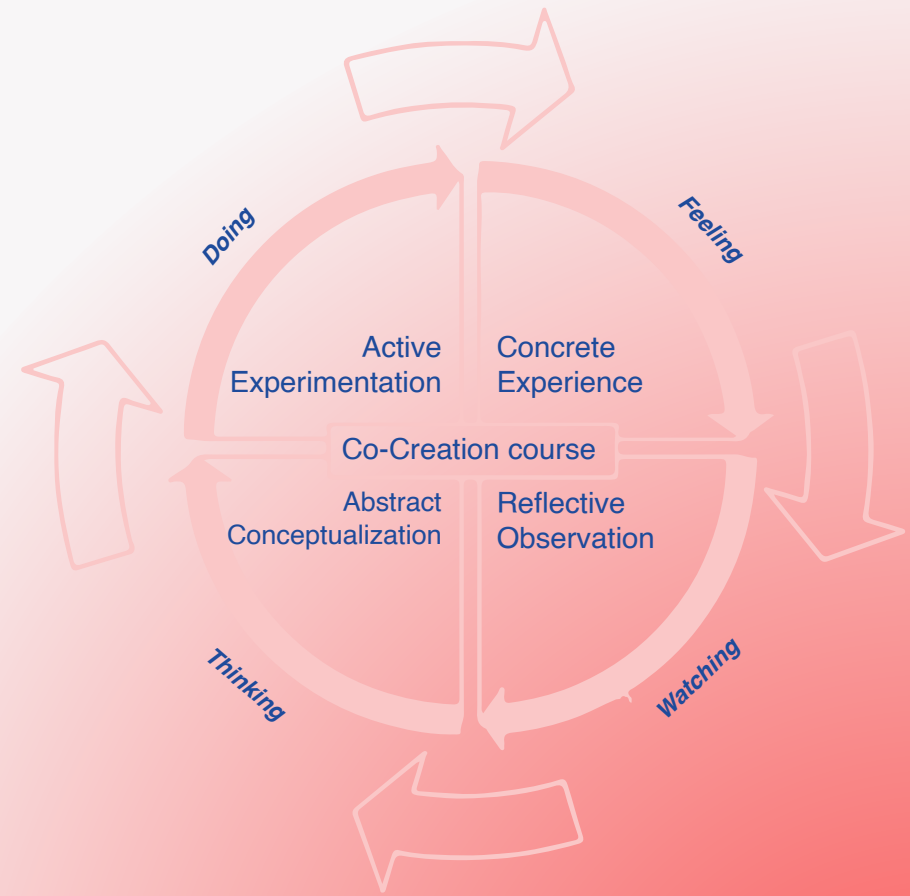 Doing
Feeling
Active
Experimentation
Concrete
Experience
Co-Creation course
Abstract
Conceptualization
Reflective
Observation
Thinking
Watching